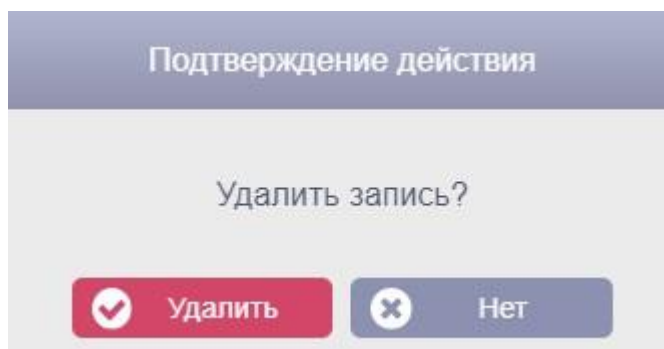 Подтверждение действия
Удалить запись?
Удалить Нет